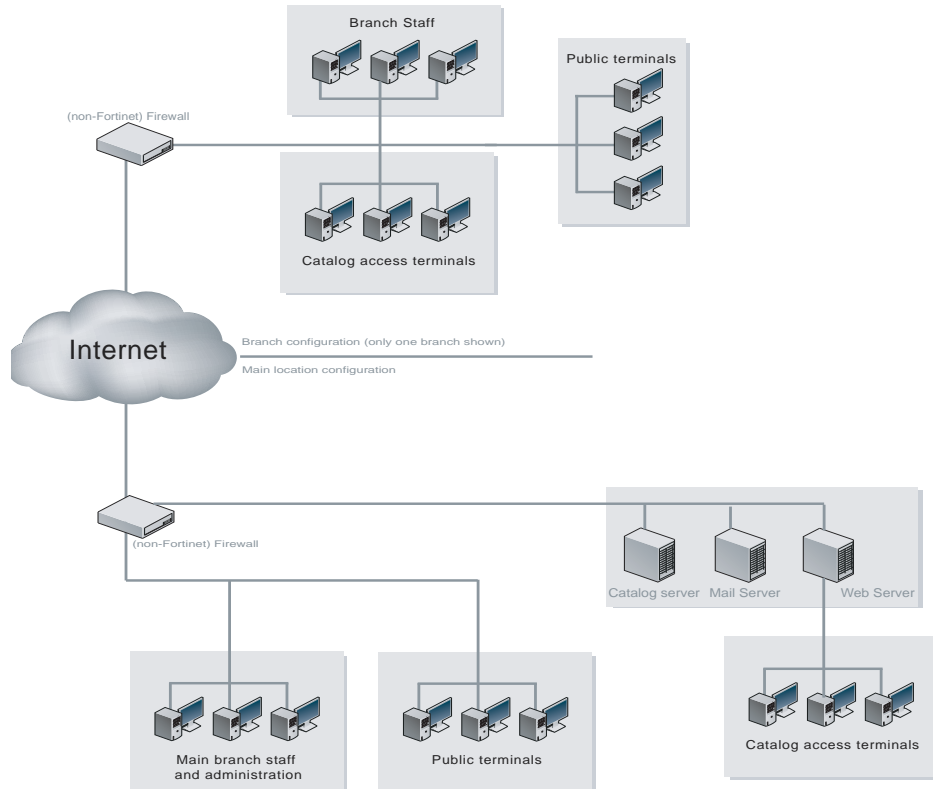 Branch Staff
Public terminals
(non-Fortinet) Firewall
Catalog access terminals
Internet
Branch configuration (only one branch shown)
Main location configuration
(non-Fortinet) Firewall
Catalog server
Mail Server
Web Server
Main branch staff
and administration
Public terminals
Catalog access terminals